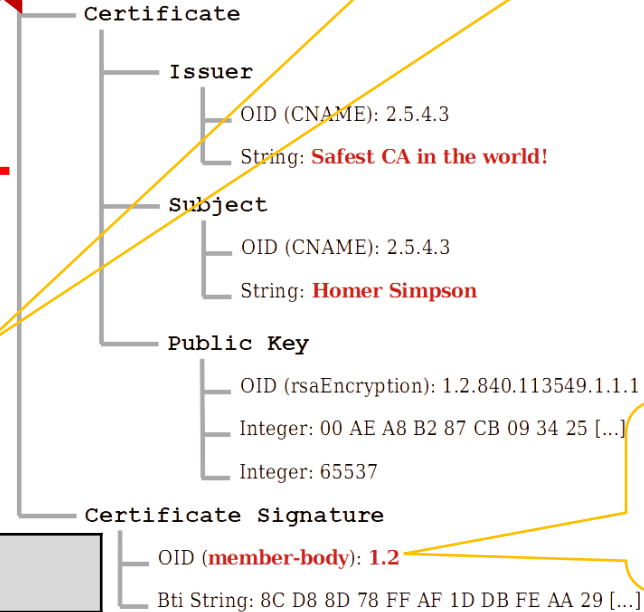 Certificate
Issuer
OID (CNAME): 2.5.4.3
String: Safest CA in the world!
Subject
OID (CNAME): 2.5.4.3
String: Homer Simpson
Public Key
OID (rsaEncryption): 1.2.840.113549.1.1.1
Integer: 00 AE A8 B2 87 CB 09 34 25 [...]
Integer: 65537
Certificate Signature
OID (member-body): 1.2
Bti String: 8C D8 8D 78 FF AF 1D DB FE AA 29 [...]